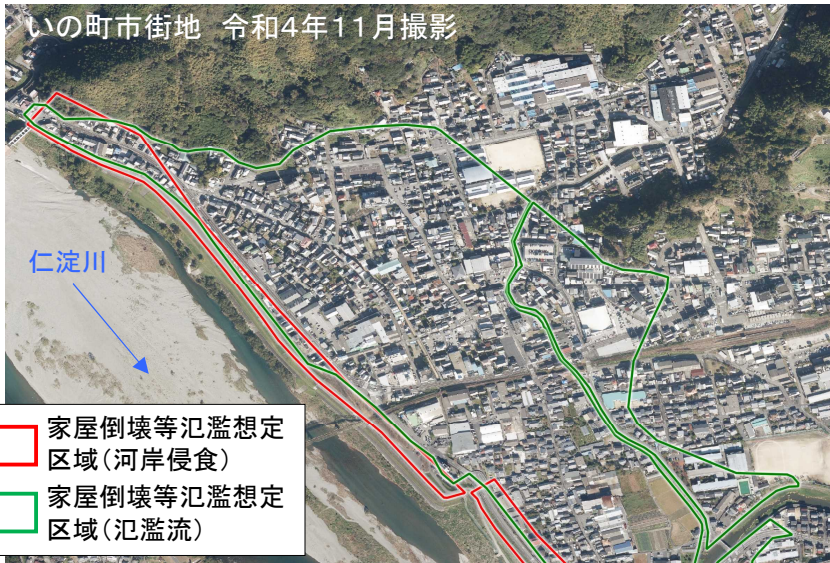 いの町市街地 令和4年11月撮影
仁淀川
家屋倒壊等氾濫想定
区域(河岸侵食)
家屋倒壊等氾濫想定
区域(氾濫流)